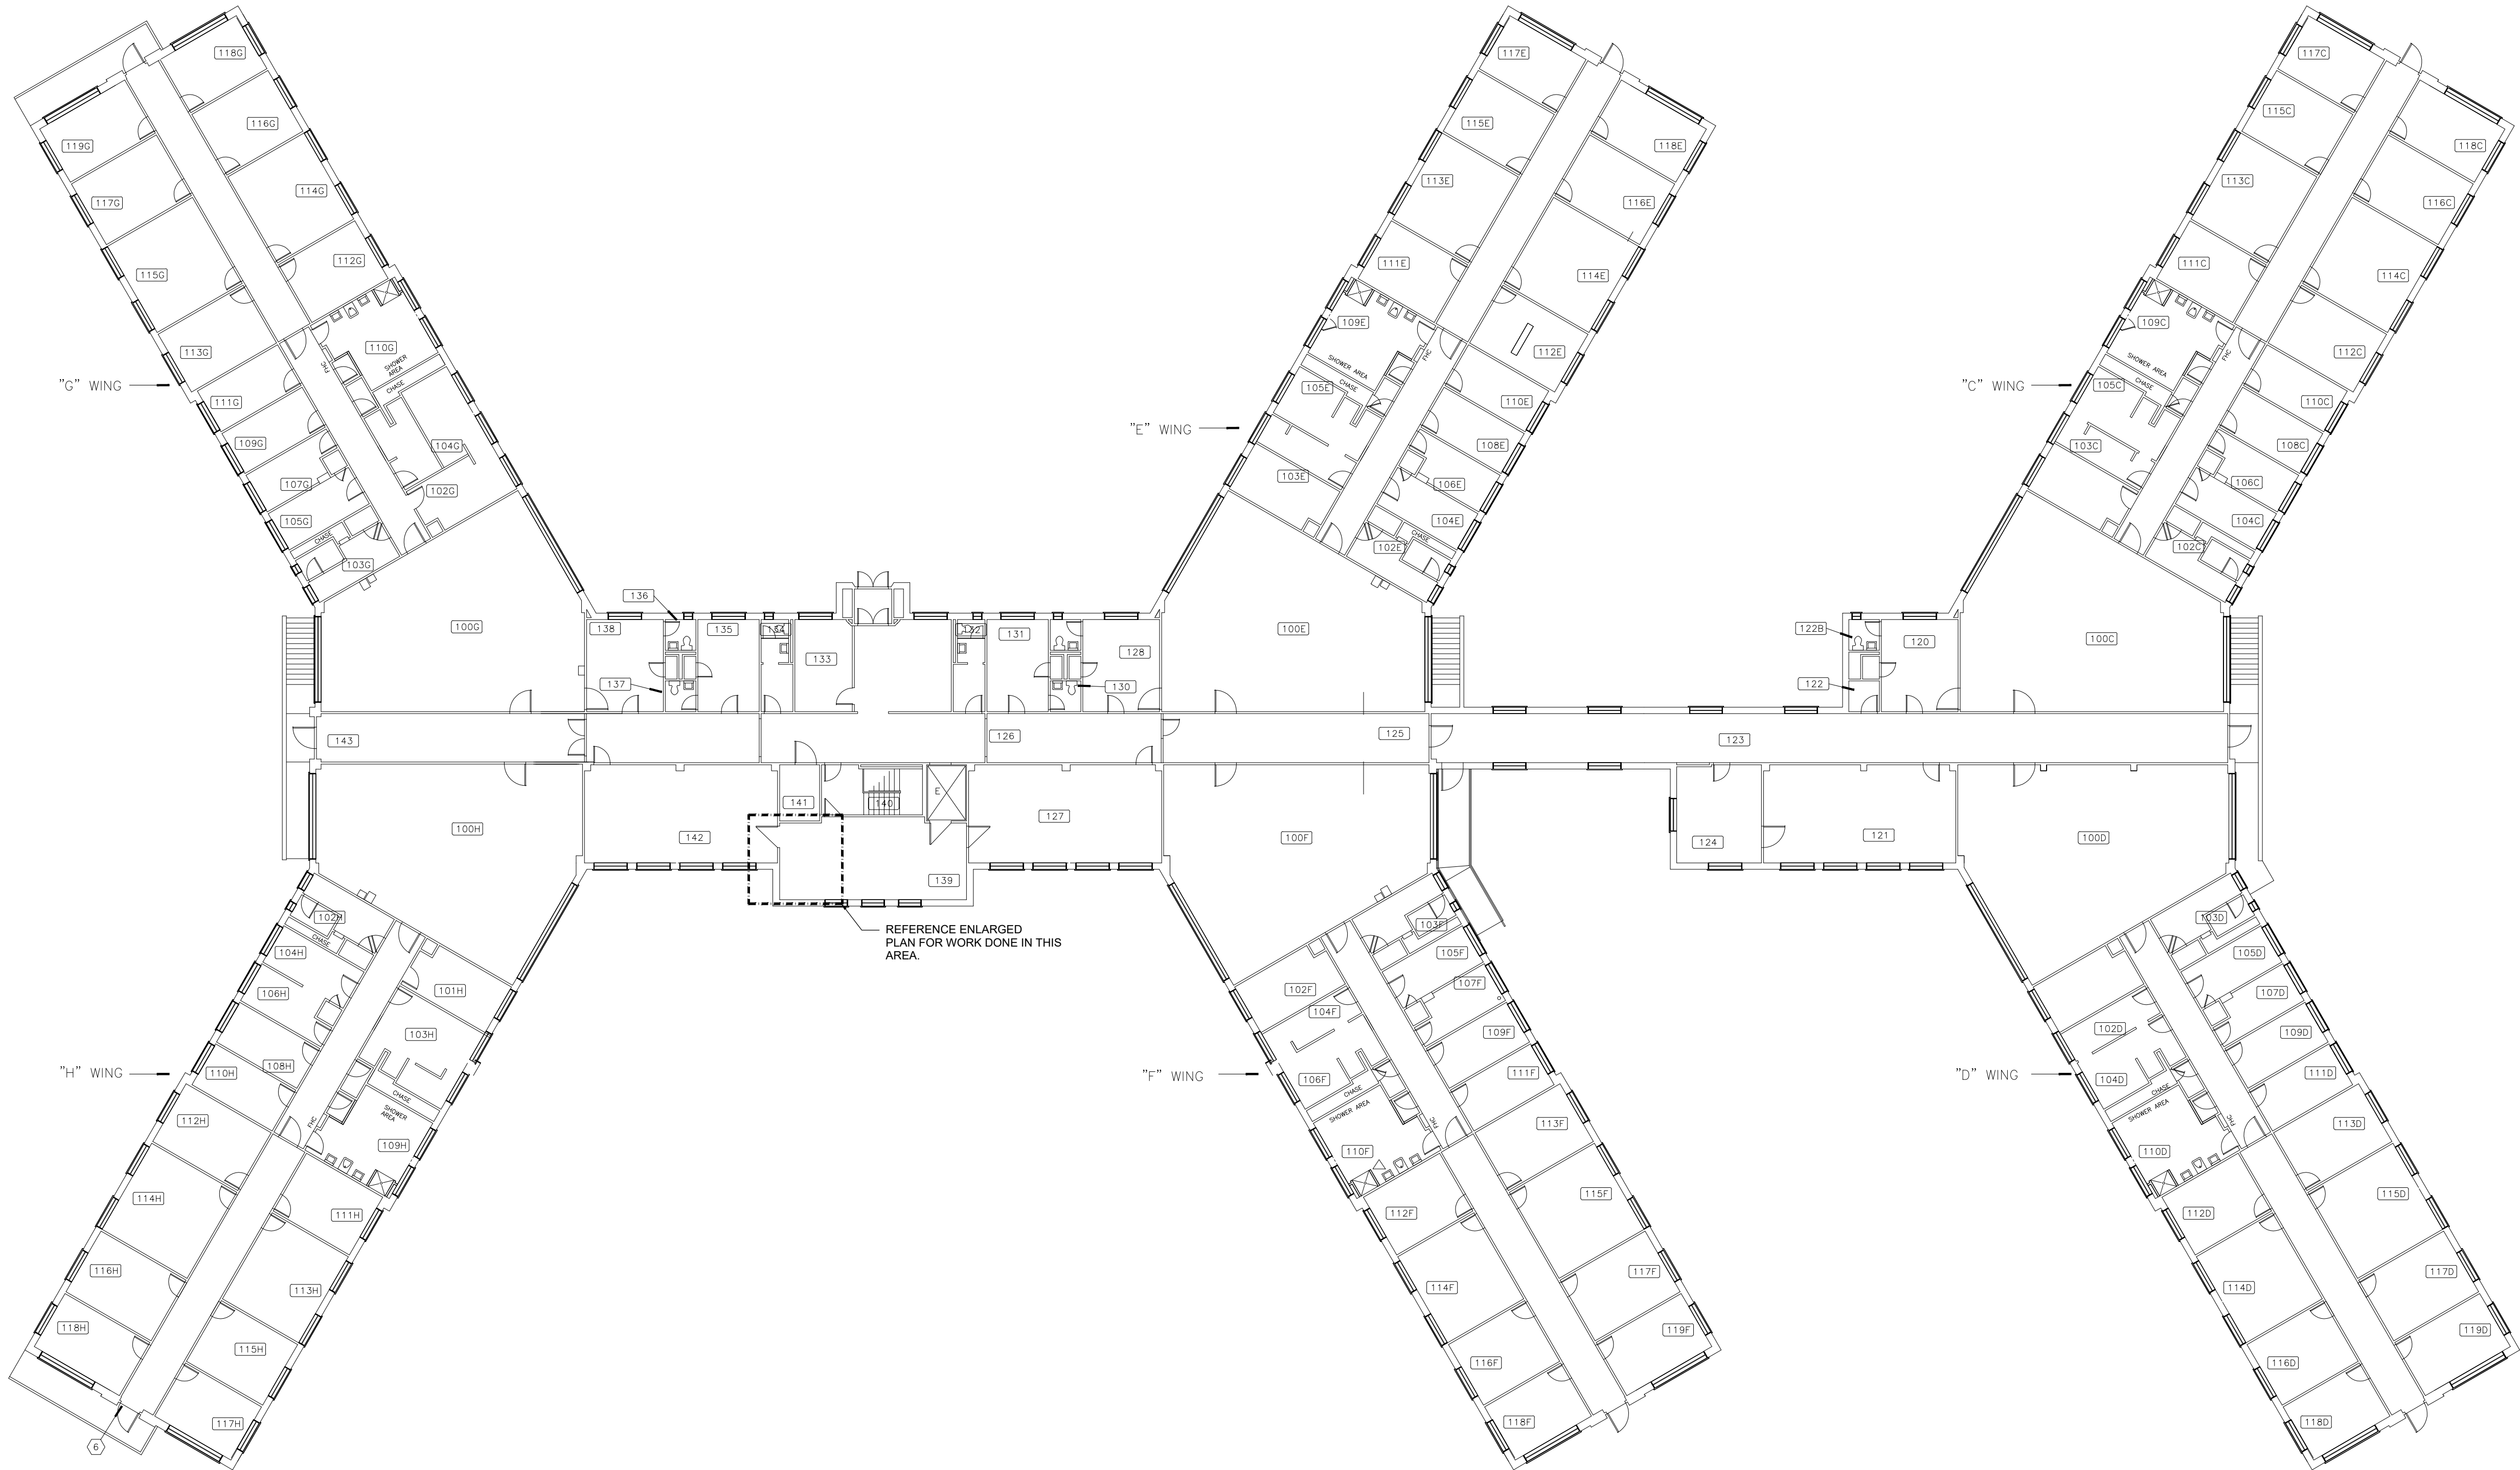 118G
116G
119G
114G
117G
112G
115G
110G
SHOWER
AREA
CHASE
FHC
113G
"G" WING
111G
109G
104G
107G
102G
105G
CHASE
103G
117E
115E
118E
113E
116E
111E
114E
109E
112E
SHOWER AREA
CHASE
FHC
105E
110E
"E" WING
108E
103E
106E
104E
CHASE
102E
117C
115C
118C
113C
116C
111C
114C
109C
112C
SHOWER AREA
CHASE
FHC
105C
"C" WING
110C
103C
108C
106C
104C
102C
136
100G
138
135
134
133
132
131
128
137
130
100E
122B
120
122
100C
143
126
125
123
100H
142
141
140
E
139
127
100F
124
121
100D
REFERENCE ENLARGED
PLAN FOR WORK DONE IN THIS
AREA.
102H
CHASE
104H
106H
101H
103H
108H
110H
"H" WING
CHASE
SHOWER
AREA
FHC
112H
109H
114H
111H
116H
113H
118H
115H
117H
6
103F
105F
102F
107F
104F
109F
106F
111F
"F" WING
CHASE
SHOWER AREA
FHC
113F
110F
112F
115F
114F
117F
116F
119F
118F
103D
105D
107D
102D
109D
104D
111D
"D" WING
CHASE
SHOWER AREA
FHC
113D
110D
112D
115D
114D
117D
116D
119D
118D